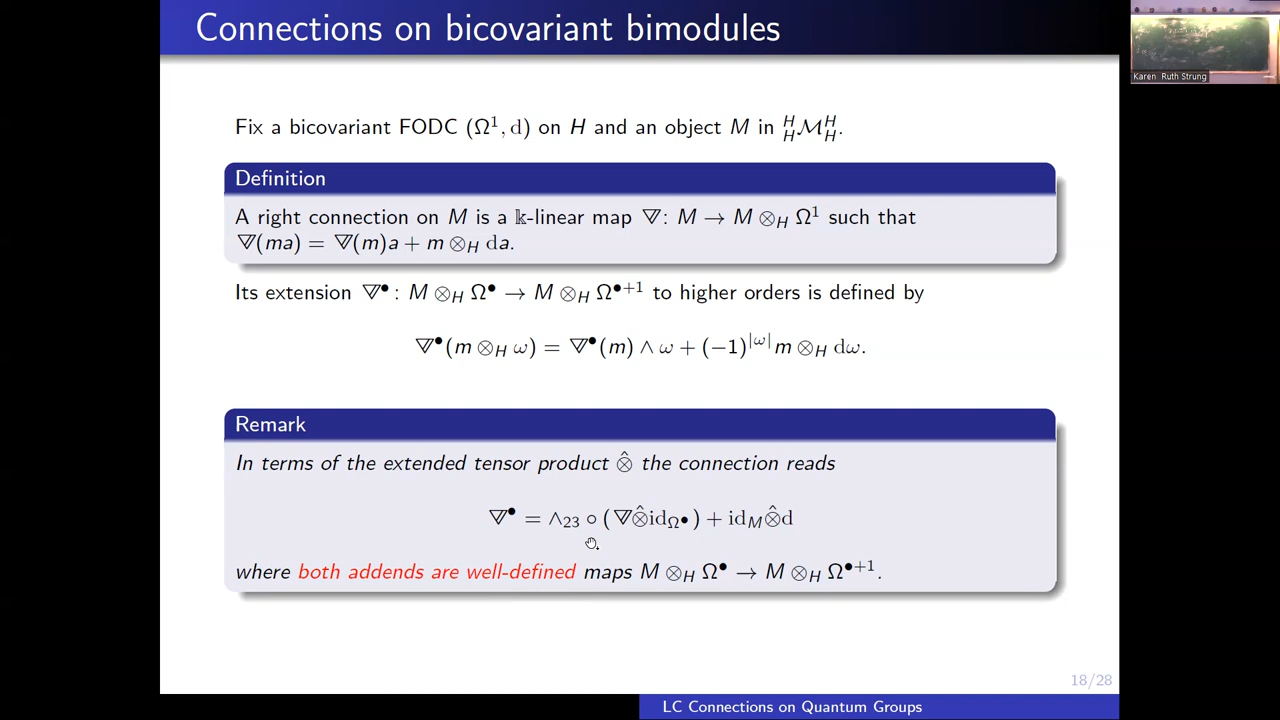 Connections on bicovariant bimodules
Karen Ruth Strung
Fix a bicovariant FODC (Ω¹, d) on H and an object M in ᴴ_Hℳᴴ_H.
Definition
A right connection on M is a 𝕜-linear map ∇: M → M ⊗_H Ω¹ such that
∇(ma) = ∇(m)a + m ⊗_H da.
Its extension ∇•: M ⊗_H Ω• → M ⊗_H Ω•⁺¹ to higher orders is defined by
∇•(m ⊗_H ω) = ∇•(m) ∧ ω + (−1)^|ω| m ⊗_H dω.
Remark
In terms of the extended tensor product ⊗̂ the connection reads
∇• = ∧₂₃ ∘ (∇⊗̂id_Ω•) + id_M⊗̂d
where both addends are well-defined maps M ⊗_H Ω• → M ⊗_H Ω•⁺¹.
18/28
LC Connections on Quantum Groups